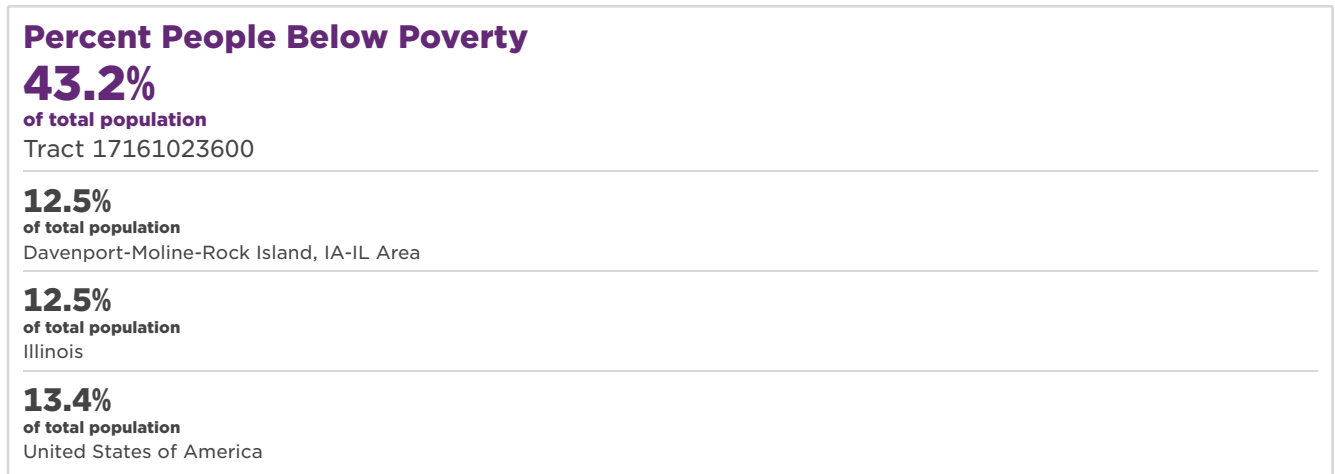 Percent People Below Poverty
43.2%
of total population
Tract 17161023600
12.5%
of total population
Davenport-Moline-Rock Island, IA-IL Area
12.5%
of total population
Illinois
13.4%
of total population
United States of America